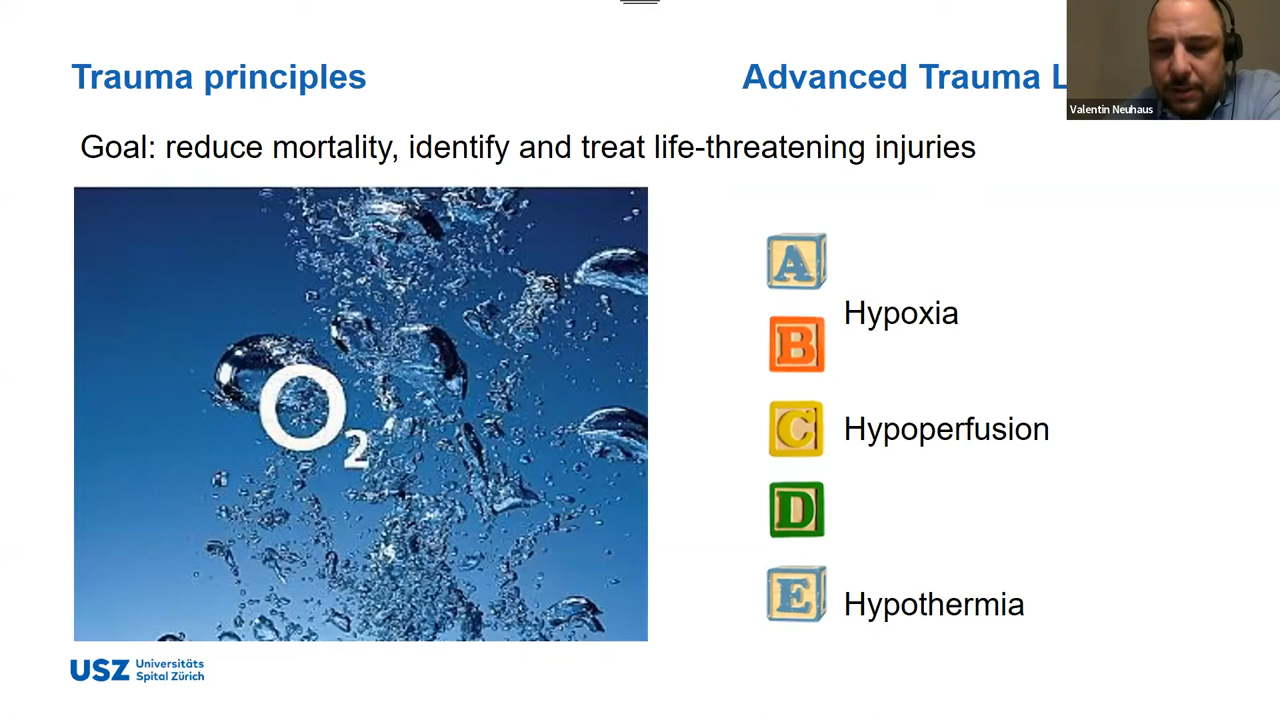 Trauma principles
Advanced Trauma L
Valentin Neuhaus
Goal: reduce mortality, identify and treat life-threatening injuries
O2
A
Hypoxia
B
C
Hypoperfusion
D
E
Hypothermia
USZ Universitäts
Spital Zürich